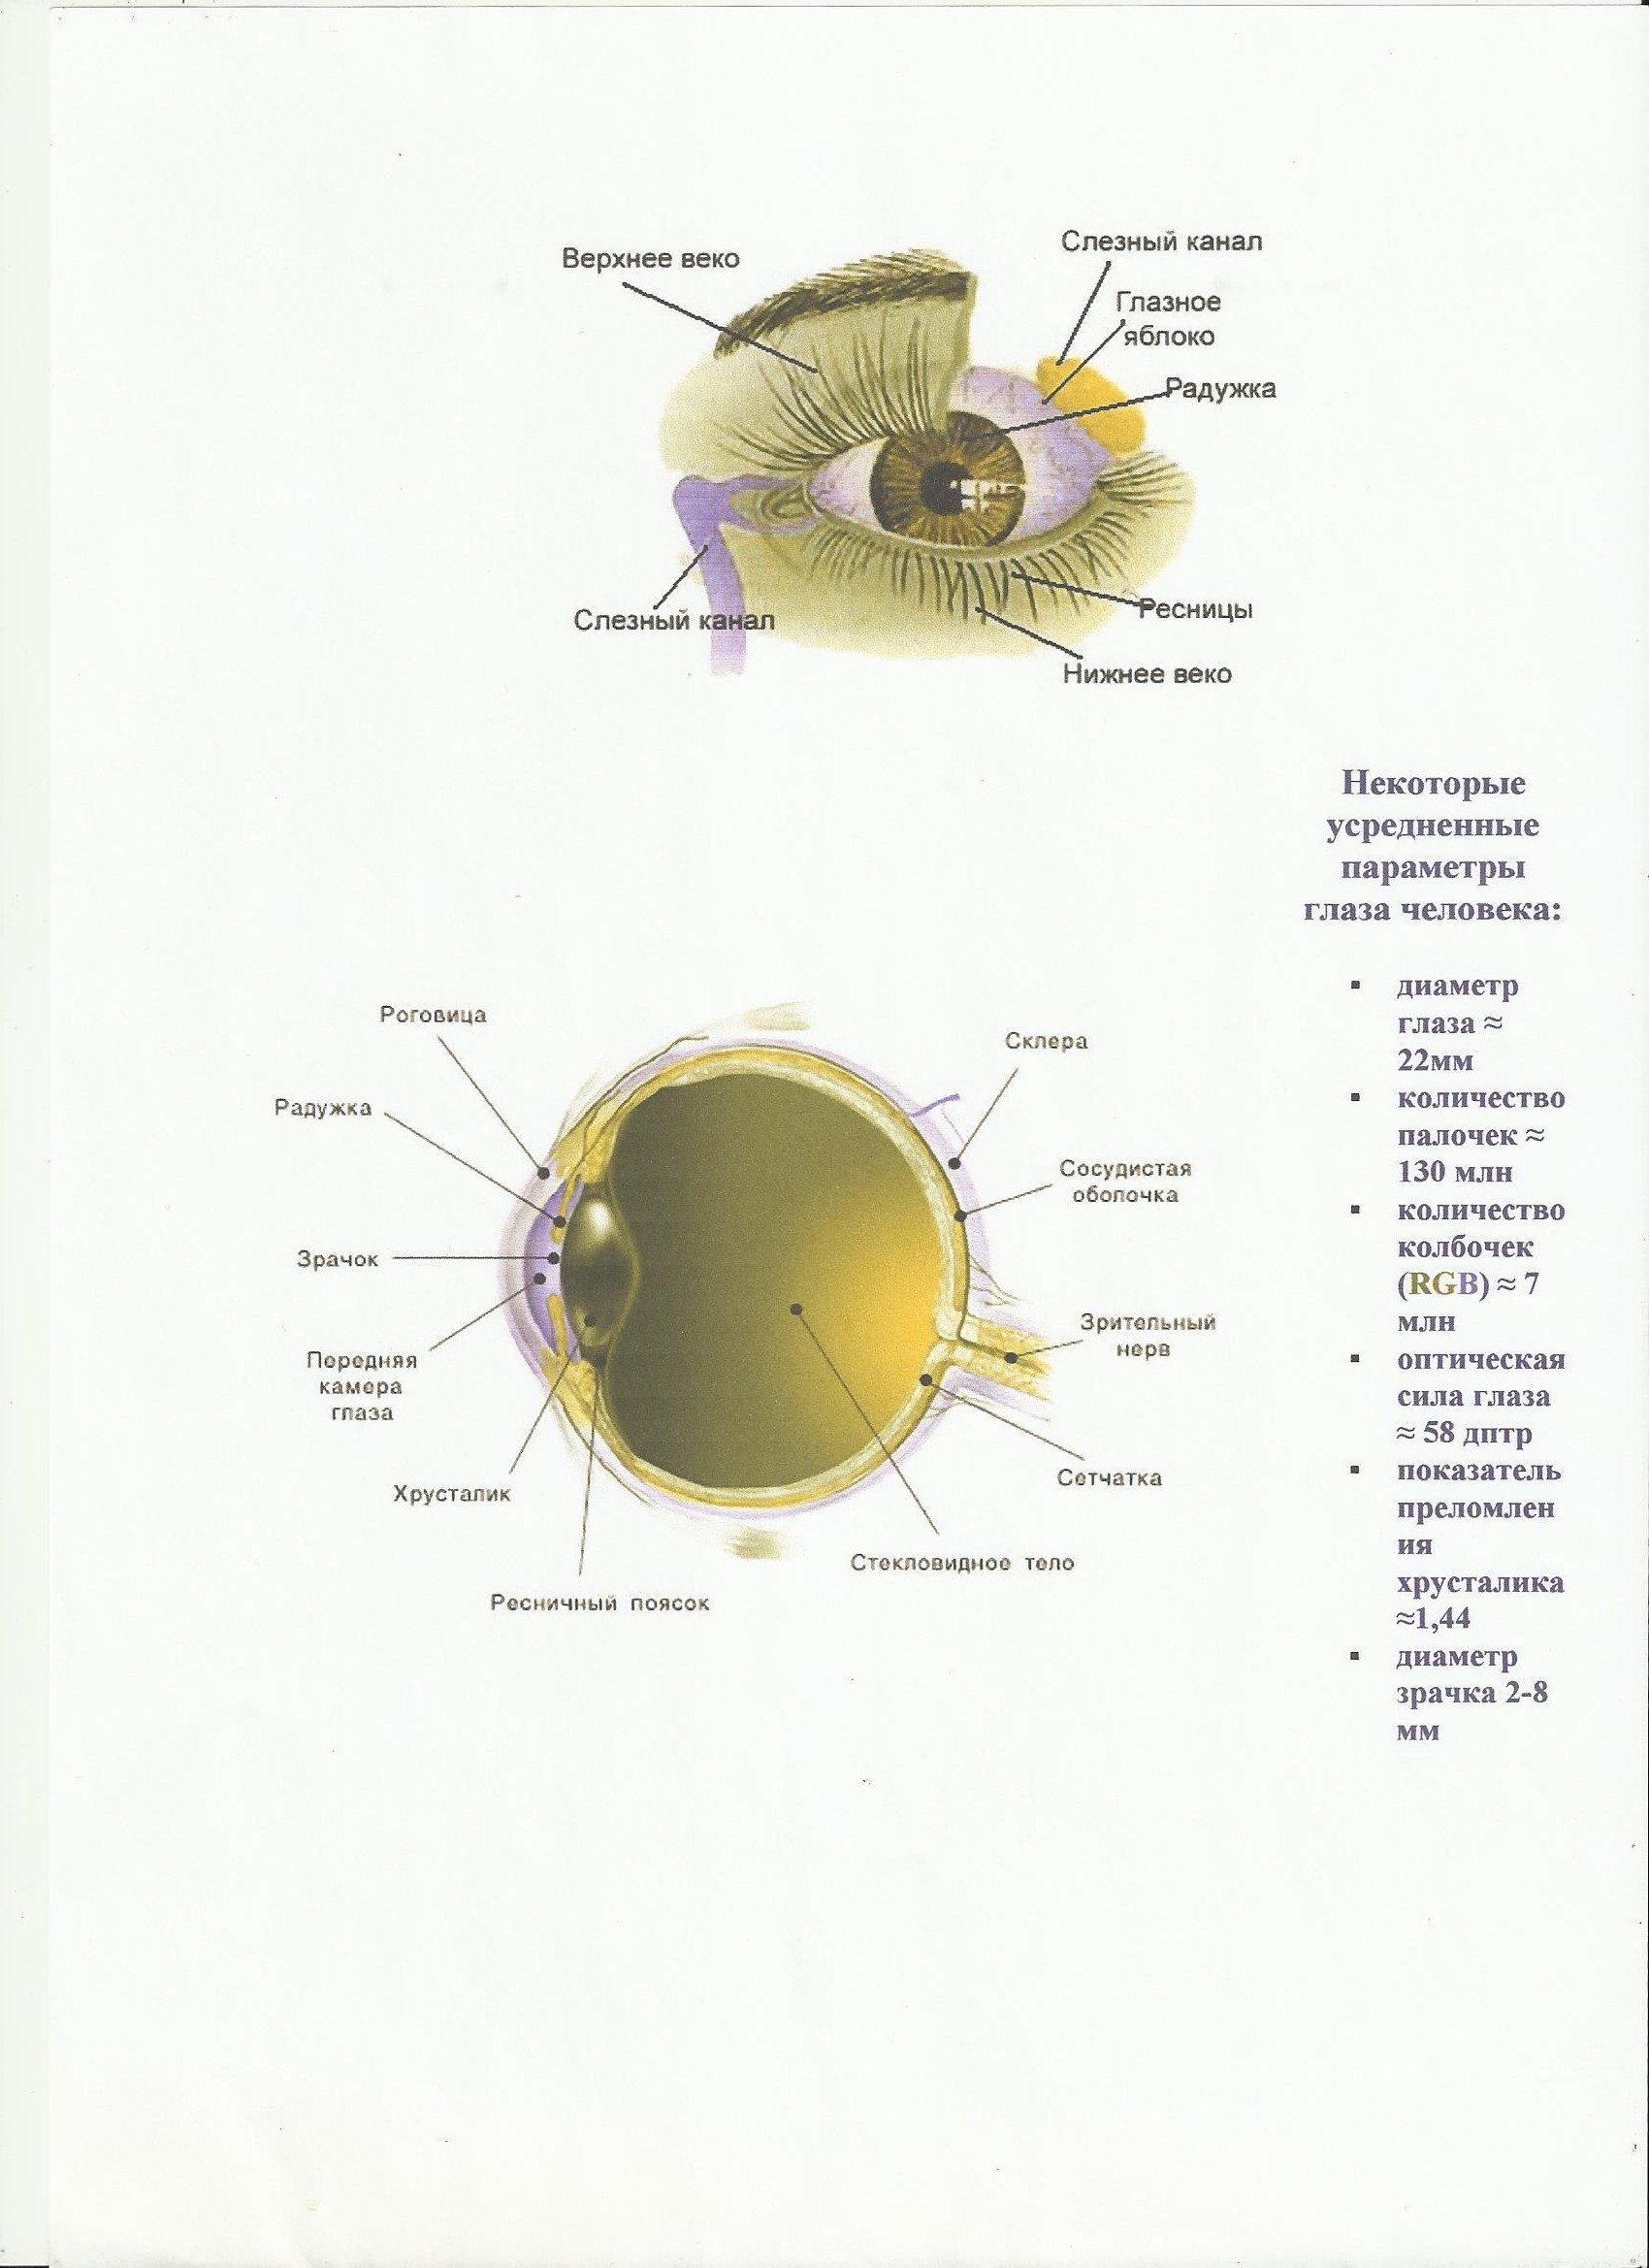 Верхнее веко
Слезный канал
Глазное
яблоко
Радужка
Слезный канал
Ресницы
Нижнее веко
Некоторые
усредненные
параметры
глаза человека:
▪ диаметр
глаза ≈
22мм
▪ количество
палочек ≈
130 млн
▪ количество
колбочек
(RGB) ≈ 7
млн
▪ оптическая
сила глаза
≈ 58 дптр
▪ показатель
преломлен
ия
хрусталика
≈1,44
▪ диаметр
зрачка 2-8
мм
Роговица
Радужка
Зрачок
Передняя
камера
глаза
Хрусталик
Ресничный поясок
Склера
Сосудистая
оболочка
Зрительный
нерв
Сетчатка
Стекловидное тело